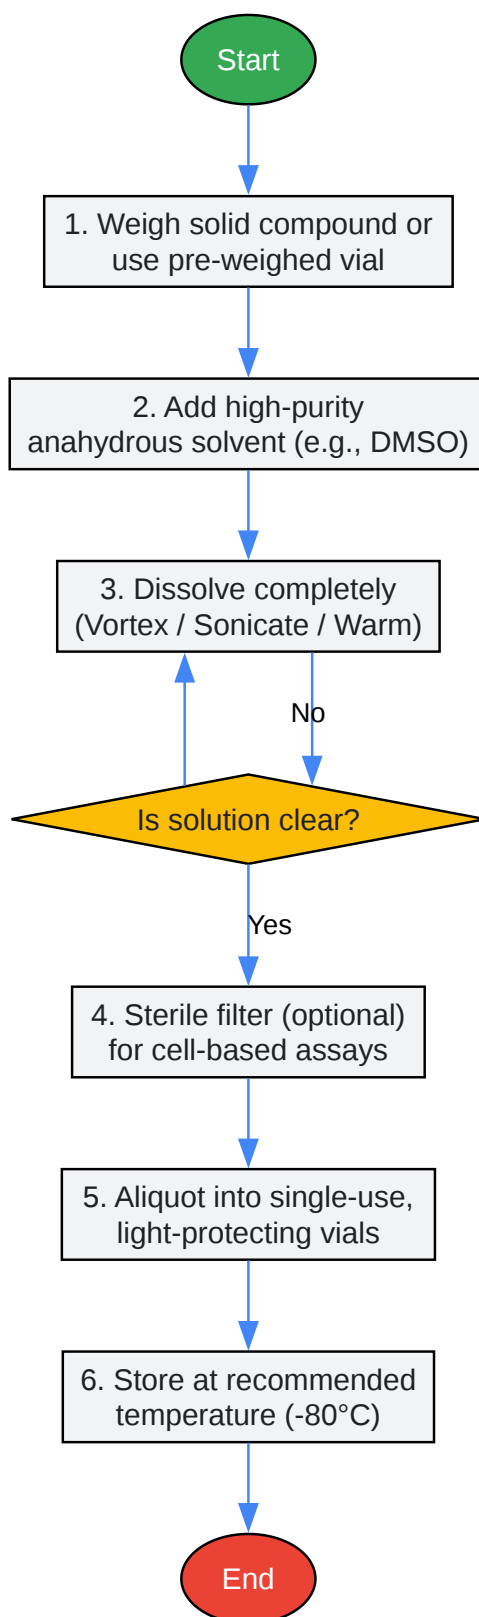 Start
1. Weigh solid compound or
use pre-weighed vial
2. Add high-purity
anahydrous solvent (e.g., DMSO)
3. Dissolve completely
(Vortex / Sonicate / Warm)
No
Is solution clear?
Yes
4. Sterile filter (optional)
for cell-based assays
5. Aliquot into single-use,
light-protecting vials
6. Store at recommended
temperature (-80°C)
End